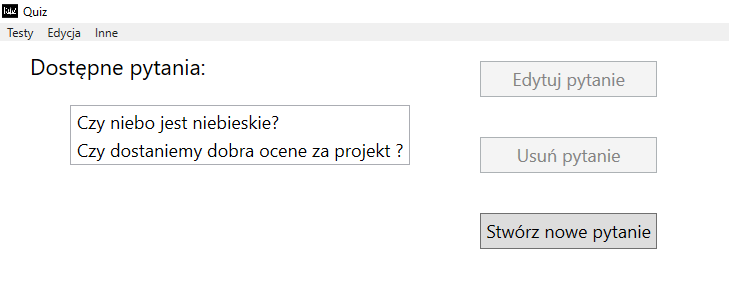 Quiz
Testy Edycja Inne
Dostępne pytania:
Edytuj pytanie
Czy niebo jest niebieskie?
Czy dostaniemy dobra ocene za projekt ?
Usuń pytanie
Stwórz nowe pytanie